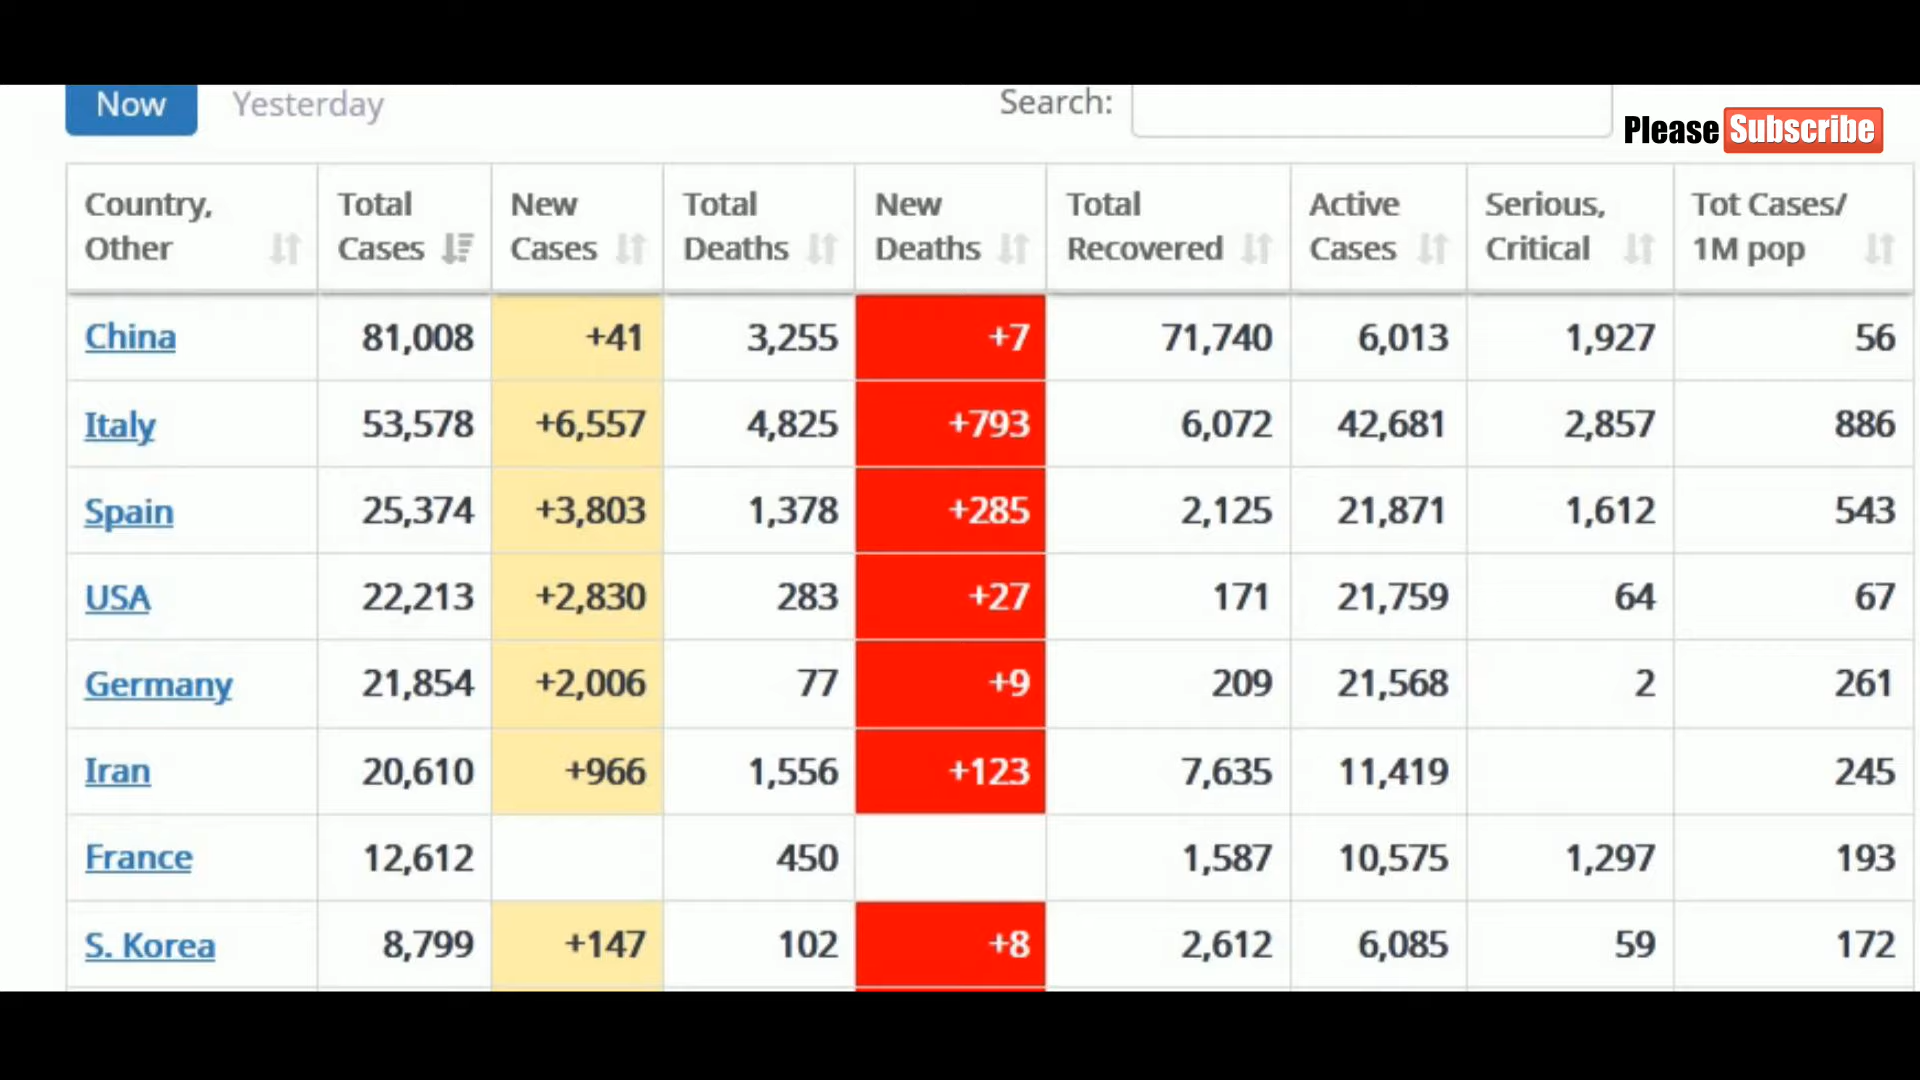 Now Yesterday Search:
Please Subscribe
Country, Other Total Cases New Cases Total Deaths New Deaths Total Recovered Active Cases Serious, Critical Tot Cases/ 1M pop
China 81,008 +41 3,255 +7 71,740 6,013 1,927 56
Italy 53,578 +6,557 4,825 +793 6,072 42,681 2,857 886
Spain 25,374 +3,803 1,378 +285 2,125 21,871 1,612 543
USA 22,213 +2,830 283 +27 171 21,759 64 67
Germany 21,854 +2,006 77 +9 209 21,568 2 261
Iran 20,610 +966 1,556 +123 7,635 11,419 245
France 12,612 450 1,587 10,575 1,297 193
S. Korea 8,799 +147 102 +8 2,612 6,085 59 172